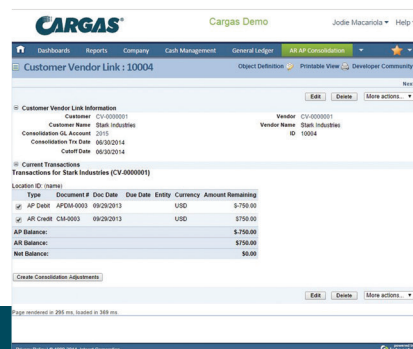 CARGAS
Cargas Demo
Jodie Macariola
Help
Dashboards Reports Company Cash Management General Ledger AR AP Consolidation
Customer Vendor Link : 10004
Object Definition Printable View Developer Community
Edit Delete More actions...
Customer Vendor Link Information
Customer CV-0000001 Vendor CV-0000001
Customer Name Stark Industries Vendor Name Stark Industries
Consolidation GL Account 2015 ID 10004
Consolidation Trx Date 06/30/2014
Cutoff Date 06/30/2014
Current Transactions
Transactions for Stark Industries (CV-0000001)
Location ID: (name)
Type Document # Doc Date Due Date Entity Currency Amount Remaining
AP Debit APDM-0003 09/29/2013 USD $-750.00
AR Credit CM-0003 09/29/2013 USD $750.00
AP Balance: $-750.00
AR Balance: $750.00
Net Balance: $0.00
Create Consolidation Adjustments
Edit Delete More actions...
Page rendered in 295 ms, loaded in 369 ms.